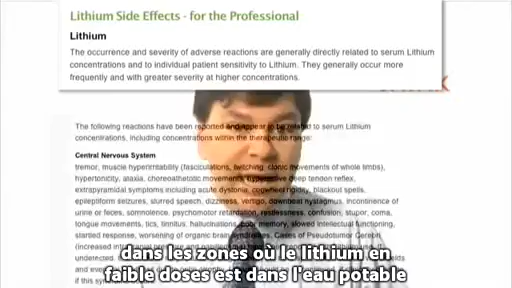 Lithium Side Effects - for the Professional
Lithium
The occurrence and severity of adverse reactions are generally directly related to serum Lithium
concentrations and to individual patient sensitivity to Lithium. They generally occur more
frequently and with greater severity at higher concentrations.
The following reactions have been reported and appear to be related to serum Lithium
concentrations, including concentrations within the therapeutic range:
Central Nervous System
tremor, muscle hyperirritability (fasciculations, twitching, clonic movements of whole limbs),
hypertonicity, ataxia, choreoathetotic movements, hyperactive deep tendon reflex,
extrapyramidal symptoms including acute dystonia, cogwheel rigidity, blackout spells,
epileptiform seizures, slurred speech, dizziness, vertigo, downbeat nystagmus, incontinence of
urine or feces, somnolence, psychomotor retardation, restlessness, confusion, stupor, coma,
tongue movements, tics, tinnitus, hallucinations, poor memory, slowed intellectual functioning,
startled response, worsening of organic brain syndromes. Cases of Pseudotumor Cerebri
(increased
dans les zones où le lithium en
undetected.
fields
faible doses est dans l'eau potable
if this